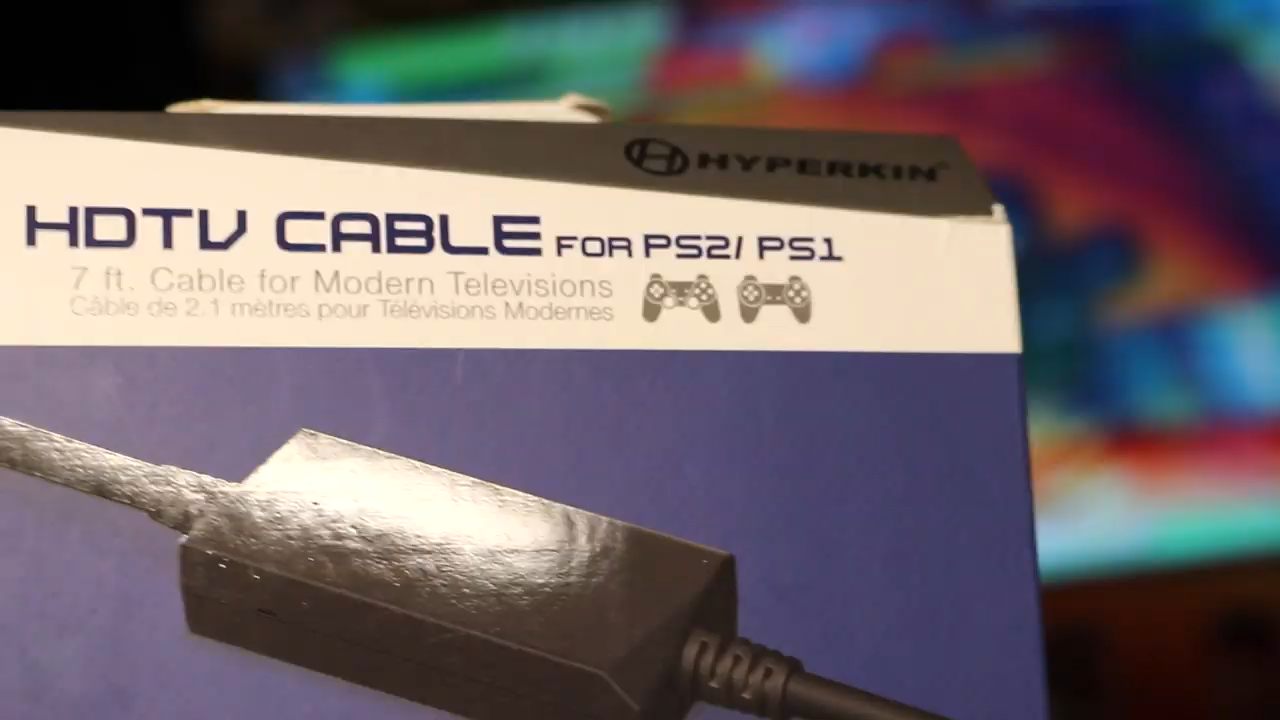 HYPERKIN
HDTV CABLE FOR PS2/ PS1
7 ft. Cable for Modern Televisions
Câble de 2.1 mètres pour Télévisions Modernes